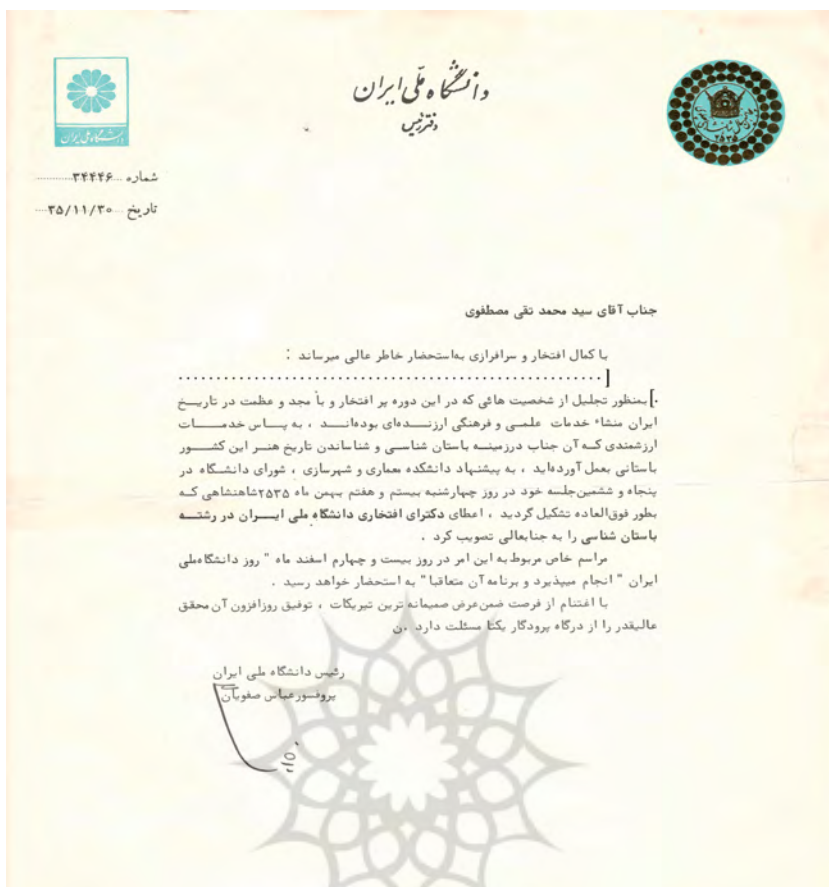 دانشگاه ملّی ایران
دفتر رئیس
دانشگاه ملی ایران
۲۵۳۵
شماره ۳۴۴۴۶
تاریخ ۳۵/۱۱/۳۰
جناب آقای سید محمد تقی مصطفوی
با کمال افتخار و سرافرازی به‌استحضار خاطر عالی میرساند :
بمنظور تجلیل از شخصیت هائی که در این دوره پر افتخار و با مجد و عظمت در تاریخ
ایران منشاء خدمات علمی و فرهنگی ارزنده‌ای بوده‌اند ، به پاس خدمات
ارزشمندی که آن جناب درزمینه باستان شناسی و شناساندن تاریخ هنر این کشور
باستانی بعمل آورده‌اید ، به پیشنهاد دانشکده معماری و شهرسازی ، شورای دانشگاه در
پنجاه و ششمین جلسه خود در روز چهارشنبه بیستم و هفتم بهمن ماه ۲۵۳۵شاهنشاهی که
بطور فوق‌العاده تشکیل گردید ، اعطای دکترای افتخاری دانشگاه ملی ایران در رشته
باستان شناسی را به جنابعالی تصویب کرد .
مراسم خاص مربوط به این امر در روز بیست و چهارم اسفند ماه " روز دانشگاه‌ملی
ایران " انجام میپذیرد و برنامه آن متعاقبا" به استحضار خواهد رسید .
با اغتنام از فرصت ضمن‌عرض صمیمانه ترین تبریکات ، توفیق روزافزون آن محقق
عالیقدر را از درگاه پرودگار یکتا مسئلت دارد .ن
رئیس دانشگاه ملی ایران
پروفسورعباس صفویان